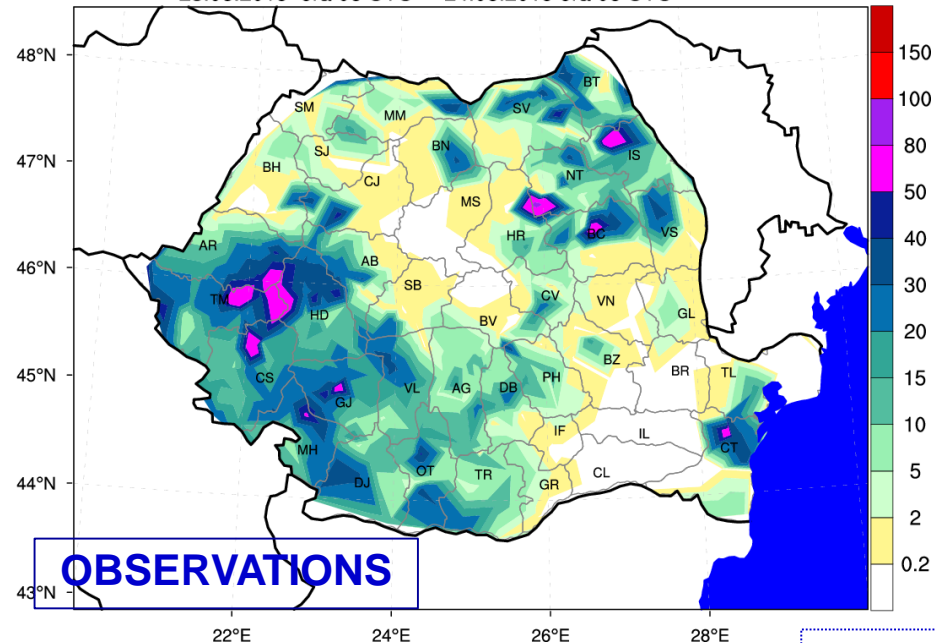 48°N
47°N
46°N
45°N
44°N
43°N
22°E
24°E
26°E
28°E
SM
MM
BT
SV
SJ
BN
IS
BH
CJ
NT
MS
AR
HR
BC
VS
AB
TM
SB
CV
VN
HD
BV
GL
CS
BZ
BR
TL
VL
AG
DB
PH
GJ
IF
IL
CT
MH
OT
TR
CL
DJ
GR
150
100
80
50
40
30
20
15
10
5
2
0.2
OBSERVATIONS